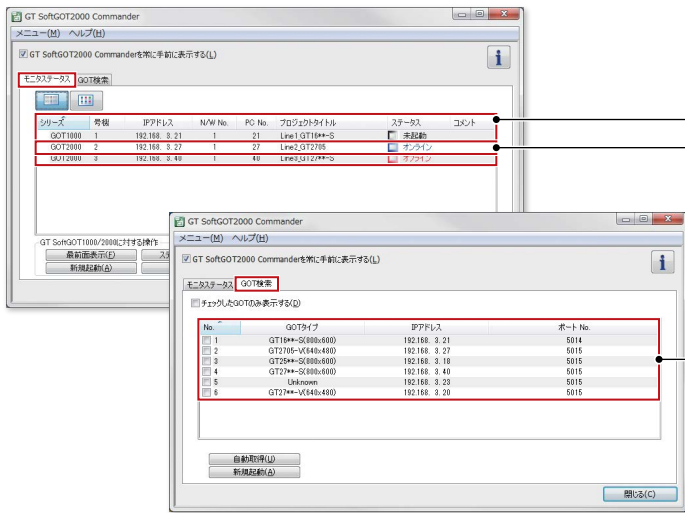 GT SoftGOT2000 Commander
メニュー(M) ヘルプ(H)
GT SoftGOT2000 Commanderを常に手前に表示する(L)
モニタステータス GOT検索
シリーズ 号機 IPアドレス N/W No. PC No. プロジェクトタイトル ステータス コメント
GOT1000 1 192.168. 3. 21 1 21 Line1_GT16**-S 未起動
GOT2000 2 192.168. 3. 27 1 27 Line2_GT2705 オンライン
GOT2000 3 192.168. 3. 40 1 40 Line3_GT27**-S オフライン
GT SoftGOT1000/2000に対する操作
最前面表示(F)
新規起動(A)
GT SoftGOT2000 Commander
メニュー(M) ヘルプ(H)
GT SoftGOT2000 Commanderを常に手前に表示する(L)
モニタステータス GOT検索
チェックしたGOTのみ表示する(D)
No. GOTタイプ IPアドレス ポート No.
1 GT16**-S(800x600) 192.168. 3. 21 5014
2 GT2705-V(640x480) 192.168. 3. 27 5015
3 GT25**-S(800x600) 192.168. 3. 18 5015
4 GT27**-S(800x600) 192.168. 3. 40 5015
5 Unknown 192.168. 3. 23 5015
6 GT27**-V(640x480) 192.168. 3. 20 5015
自動取得(U)
新規起動(A)
閉じる(C)